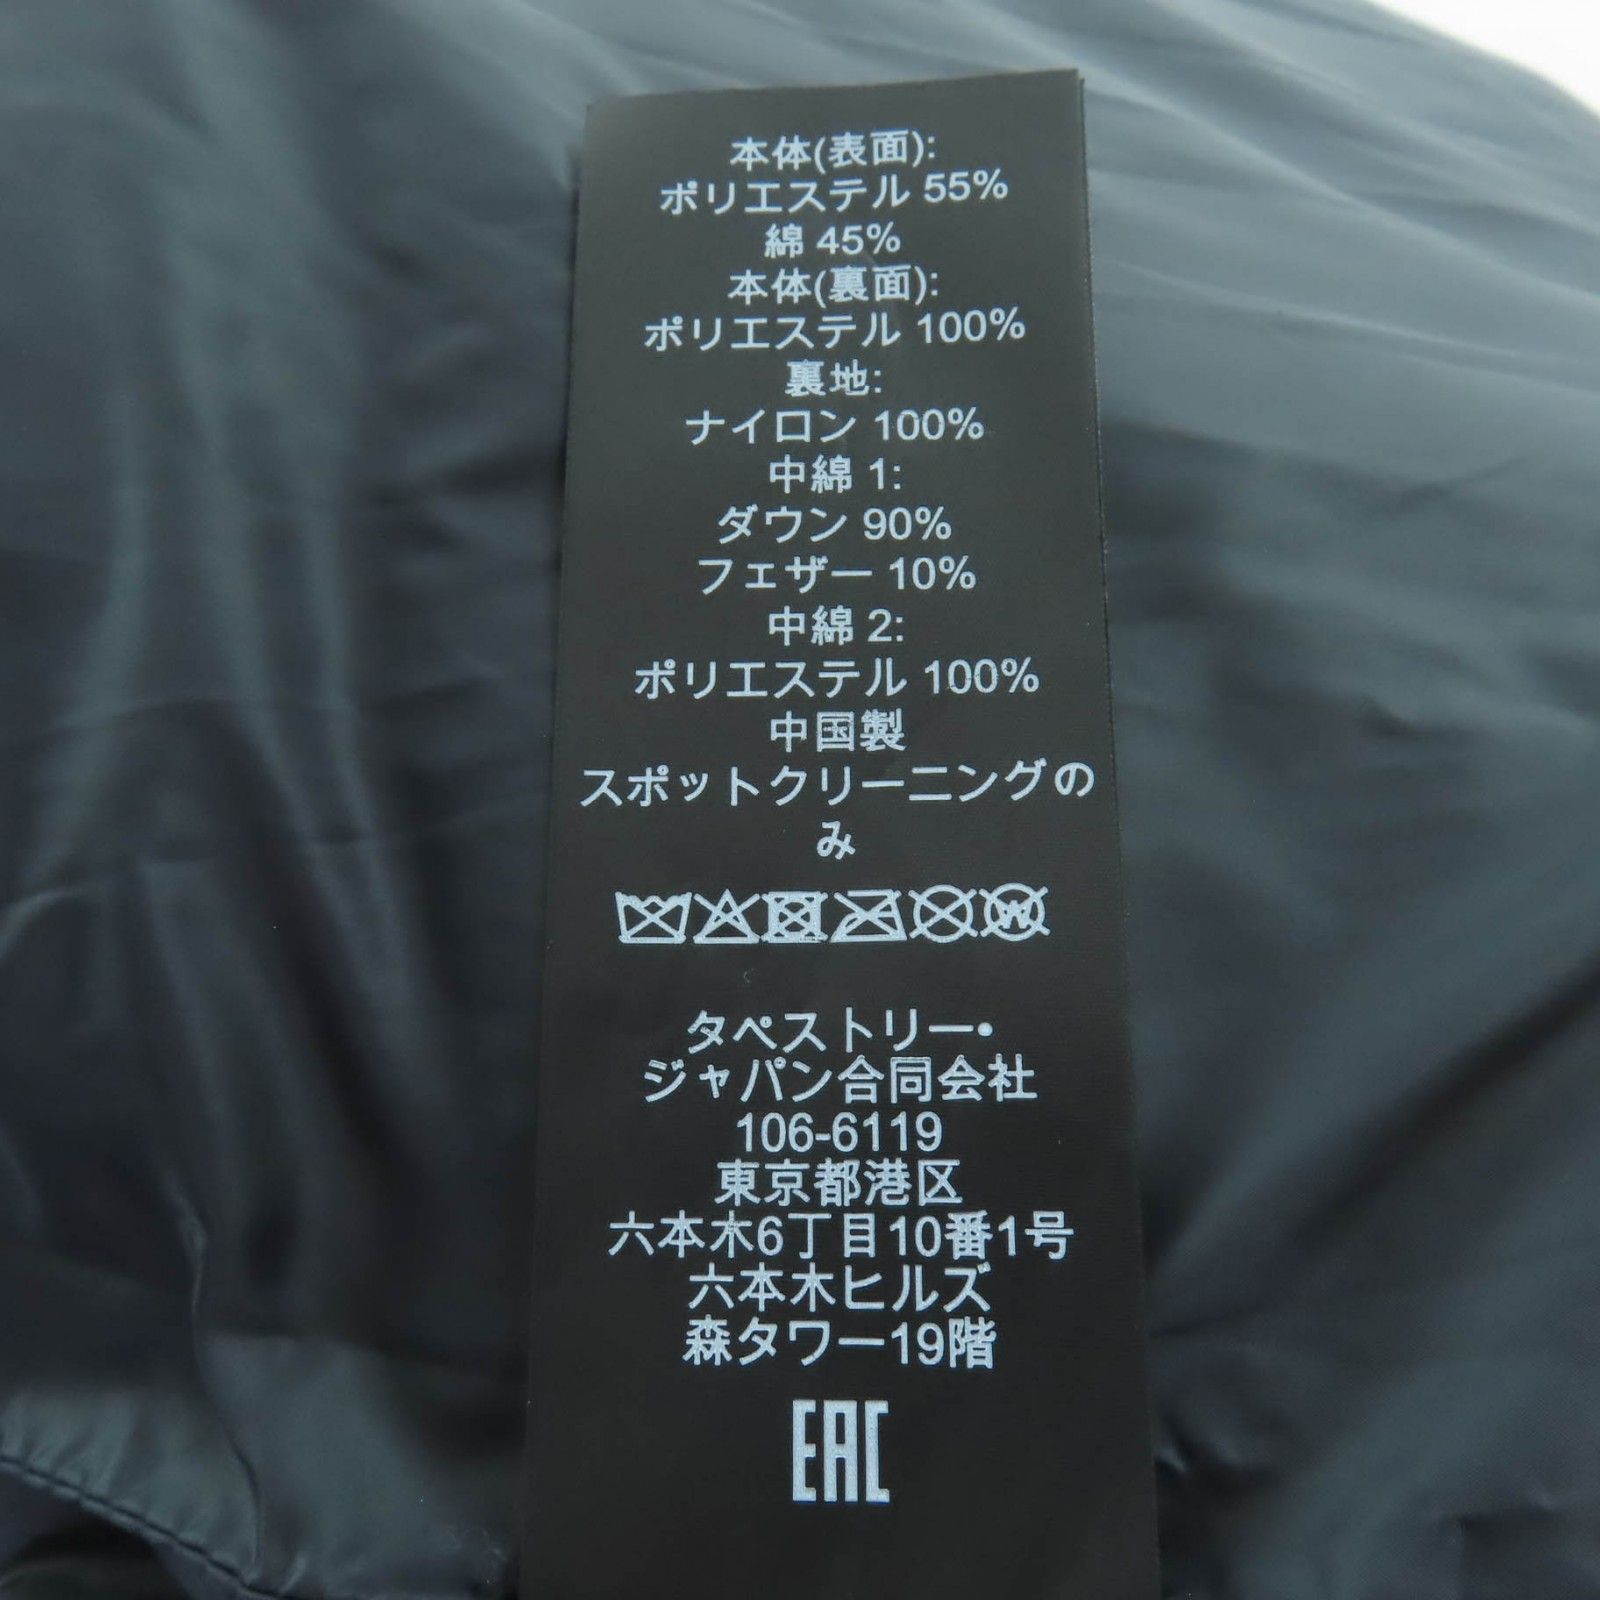 本体(表面):
ポリエステル 55%
綿 45%
本体(裏面):
ポリエステル 100%
裏地:
ナイロン 100%
中綿 1:
ダウン 90%
フェザー 10%
中綿 2:
ポリエステル 100%
中国製
スポットクリーニングの
み
W
タペストリー•
ジャパン合同会社
106-6119
東京都港区
六本木6丁目10番1号
六本木ヒルズ
森タワー19階
EAC